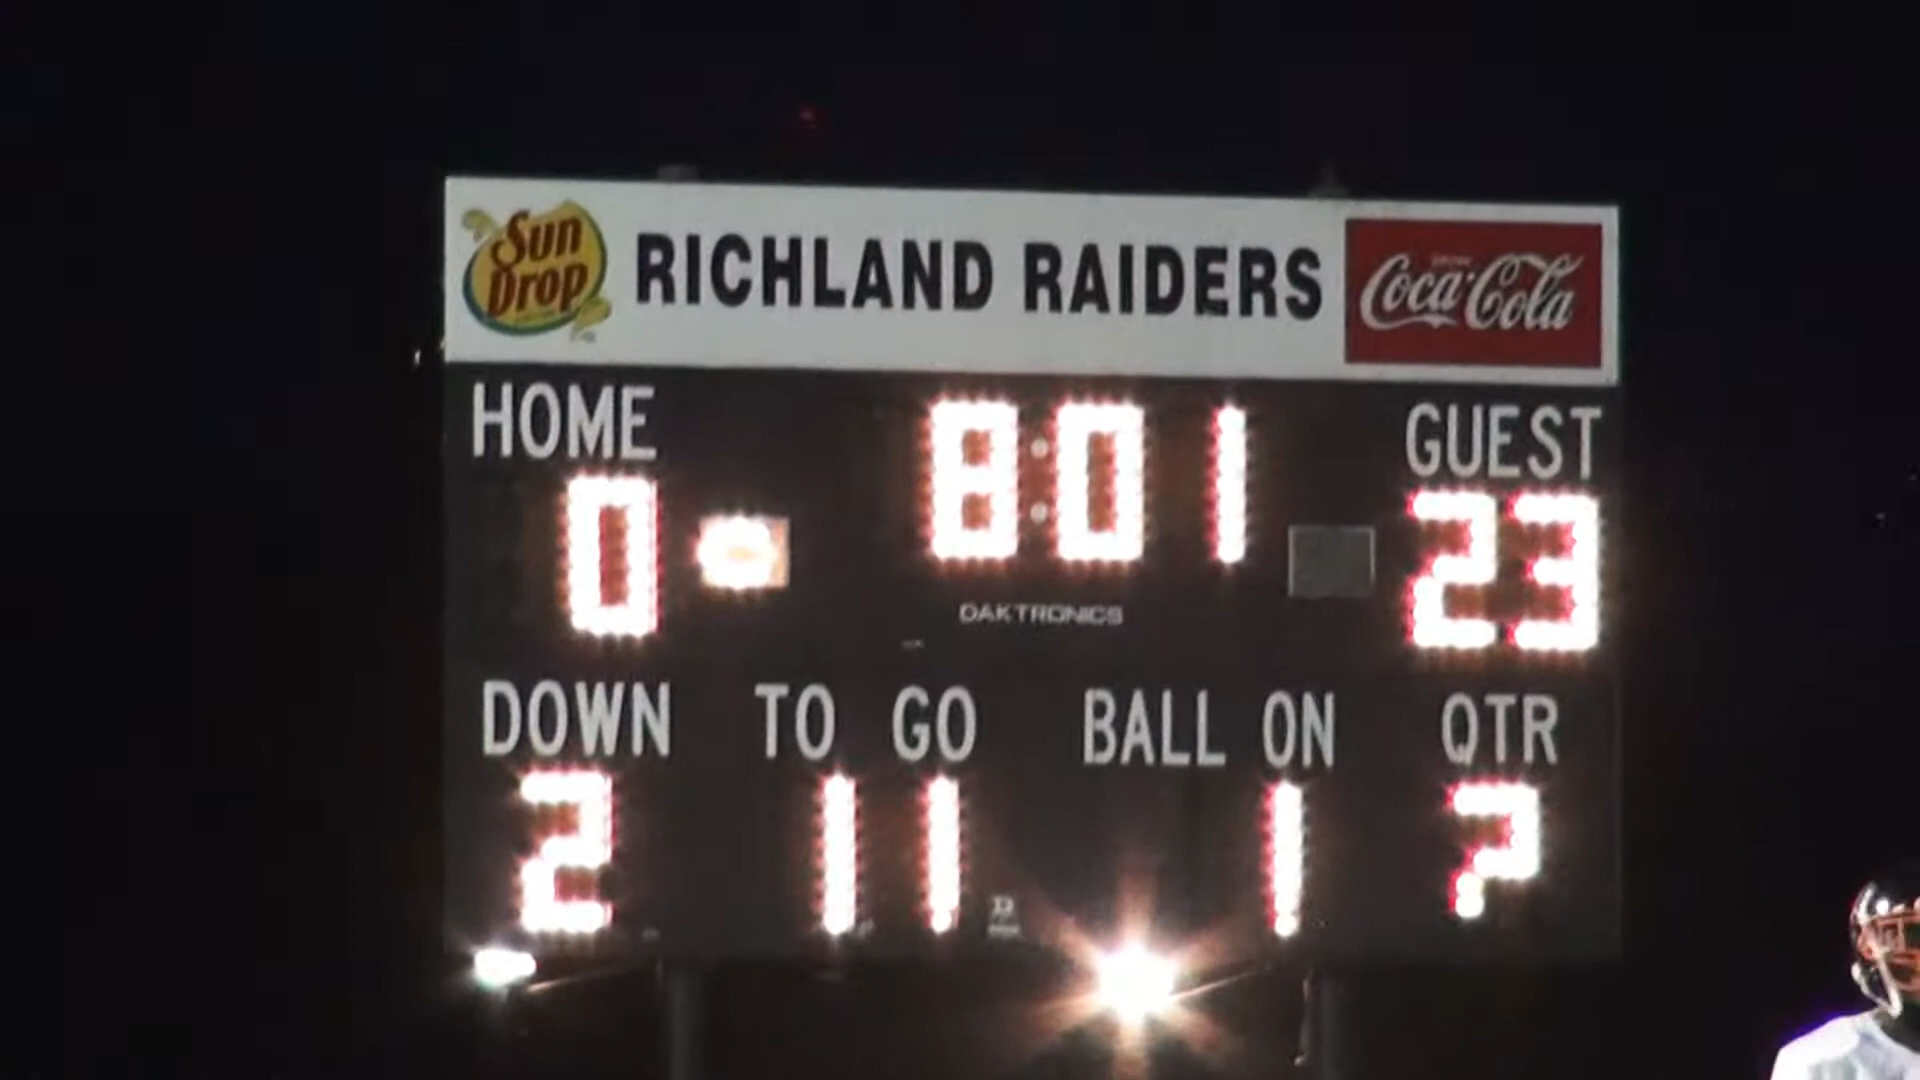 Sun Drop
RICHLAND RAIDERS
Coca-Cola
HOME
8:01
GUEST
0
23
DAKTRONICS
DOWN
TO GO
BALL ON
QTR
2
11
1
?